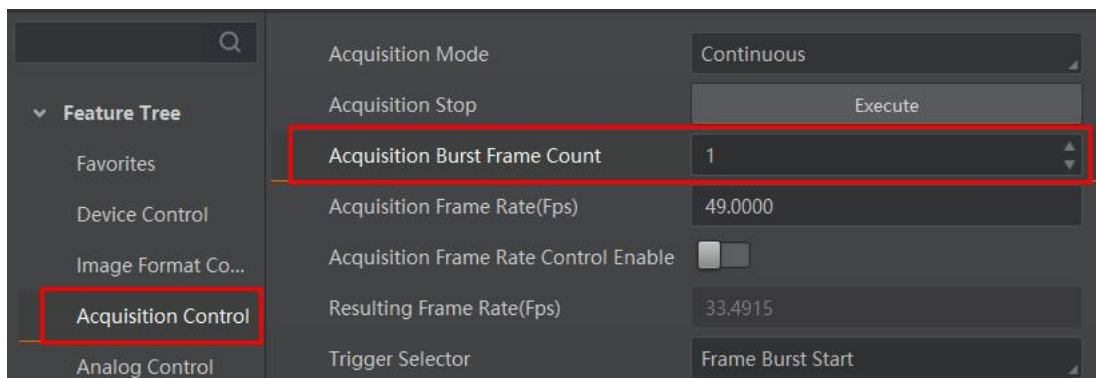 Acquisition Mode Continuous
Feature Tree Acquisition Stop Execute
Favorites Acquisition Burst Frame Count 1
Device Control Acquisition Frame Rate(Fps) 49.0000
Image Format Co... Acquisition Frame Rate Control Enable
Acquisition Control Resulting Frame Rate(Fps) 33.4915
Analog Control Trigger Selector Frame Burst Start